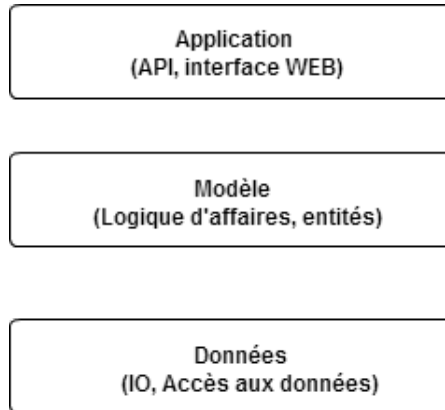 Application
(API, interface WEB)
Modèle
(Logique d'affaires, entités)
Données
(IO, Accès aux données)